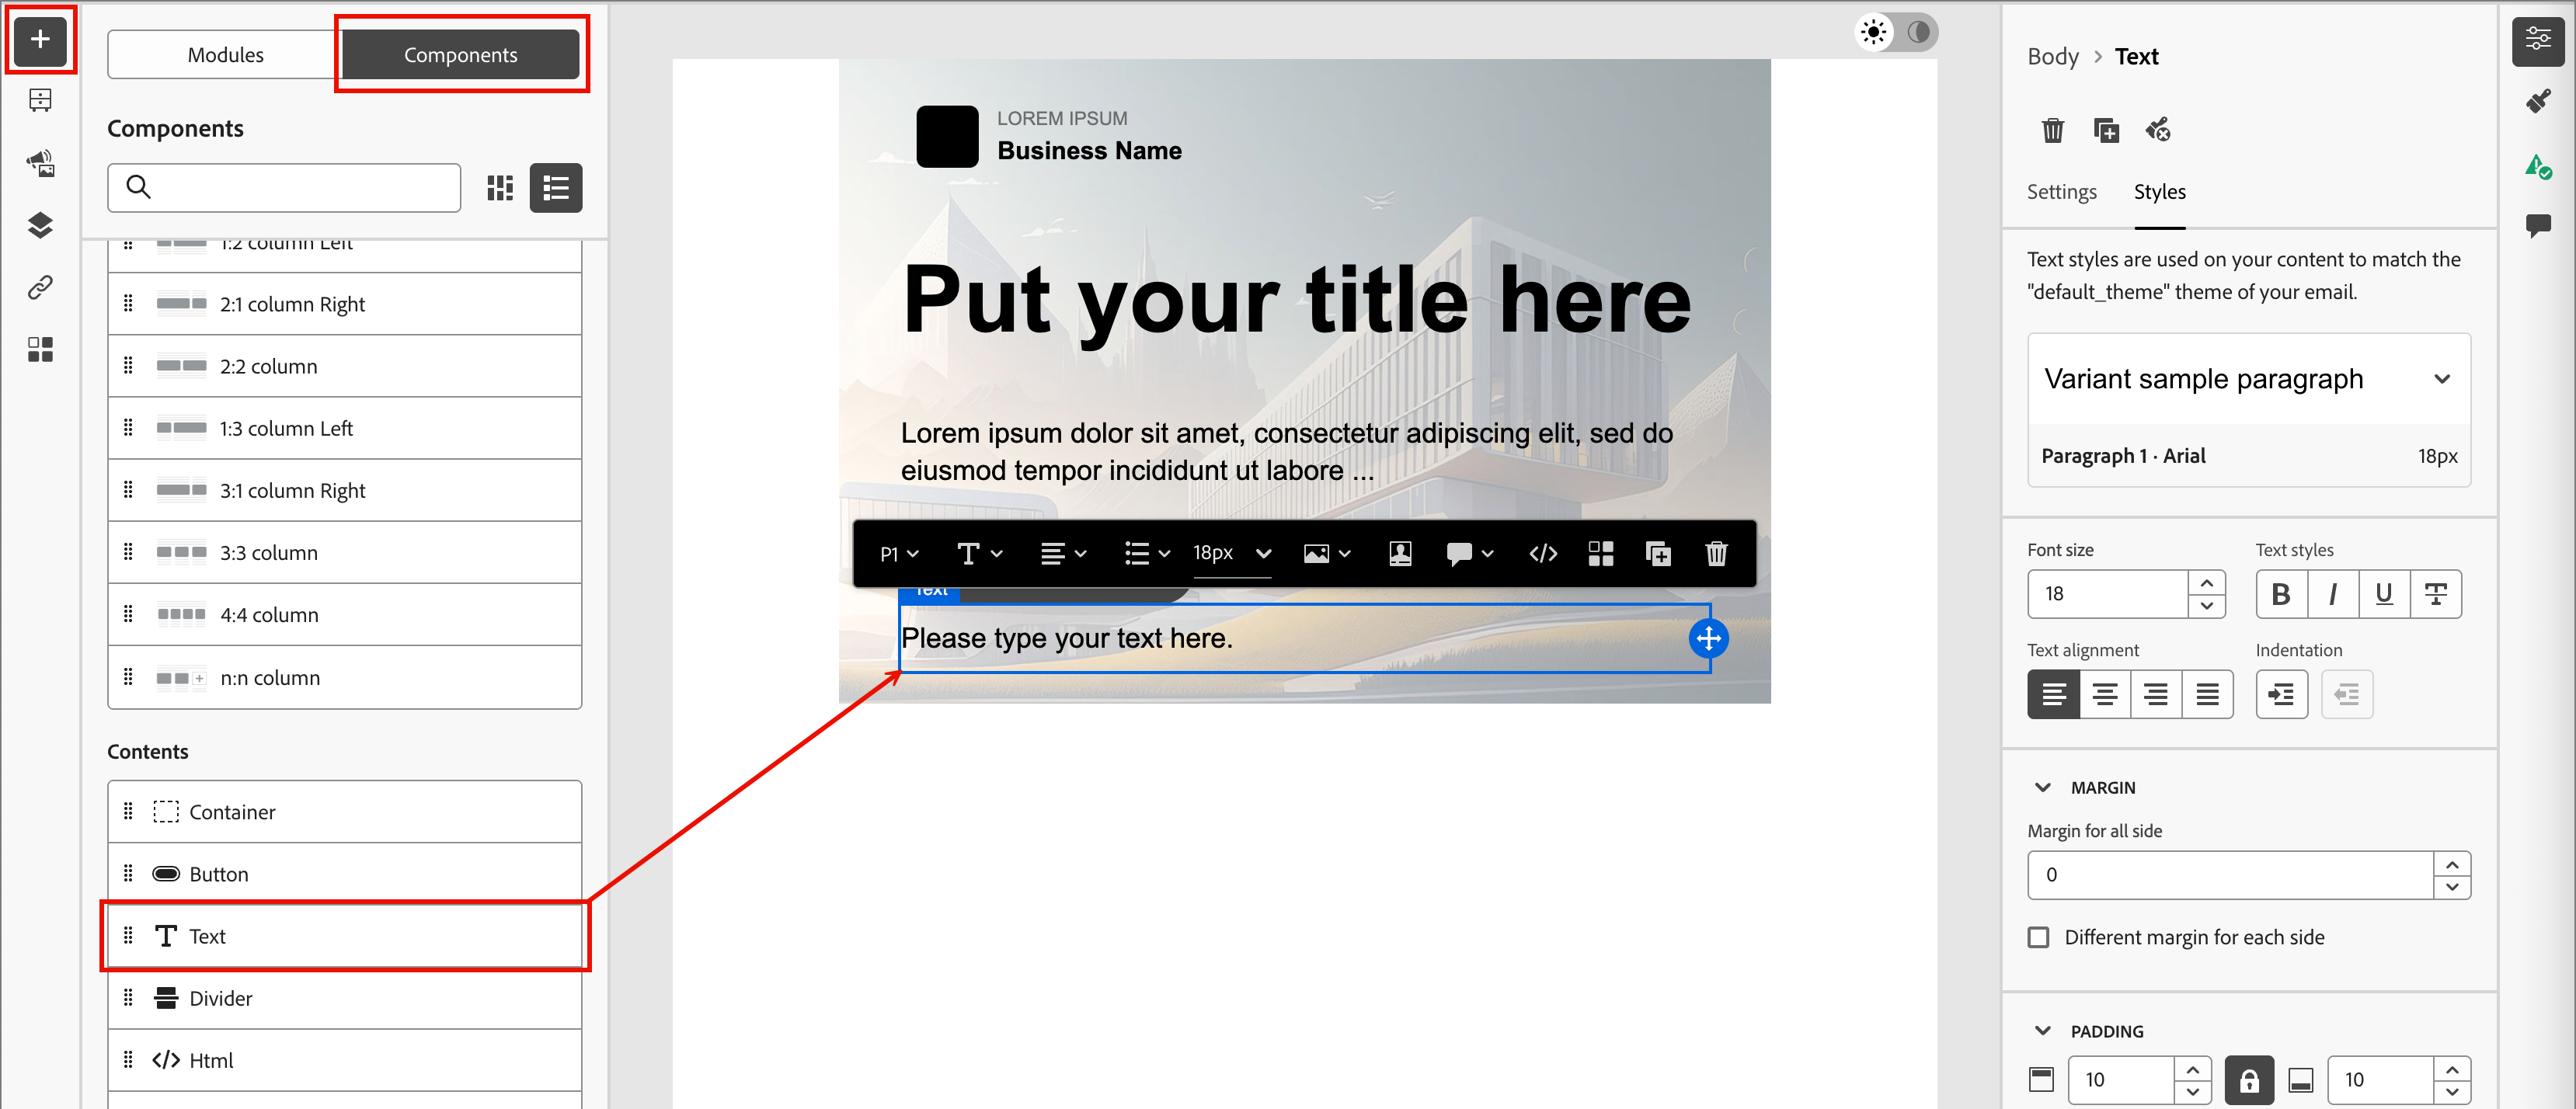 Modules
Components
Components
1:2 column Left
2:1 column Right
2:2 column
1:3 column Left
3:1 column Right
3:3 column
4:4 column
n:n column
Contents
Container
Button
Text
Divider
Html
LOREM IPSUM
Business Name
Put your title here
Lorem ipsum dolor sit amet, consectetur adipiscing elit, sed do
eiusmod tempor incididunt ut labore ...
P1
18px
Text
Please type your text here.
Body > Text
Settings
Styles
Text styles are used on your content to match the
"default_theme" theme of your email.
Variant sample paragraph
Paragraph 1 · Arial
18px
Font size
Text styles
18
B I U T
Text alignment
Indentation
MARGIN
Margin for all side
0
Different margin for each side
PADDING
10
10